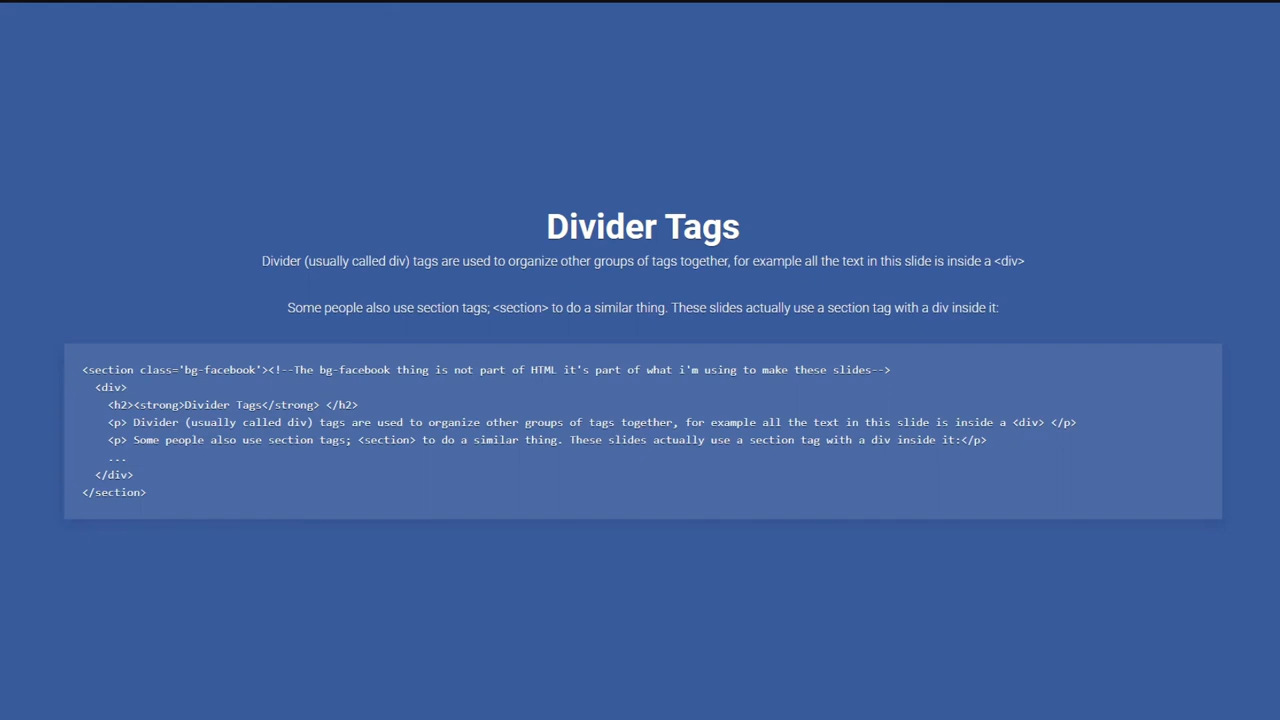 Divider Tags
Divider (usually called div) tags are used to organize other groups of tags together, for example all the text in this slide is inside a <div>
Some people also use section tags; <section> to do a similar thing. These slides actually use a section tag with a div inside it:
<section class='bg-facebook'><!--The bg-facebook thing is not part of HTML it's part of what i'm using to make these slides-->
<div>
<h2><strong>Divider Tags</strong> </h2>
<p> Divider (usually called div) tags are used to organize other groups of tags together, for example all the text in this slide is inside a <div> </p>
<p> Some people also use section tags; <section> to do a similar thing. These slides actually use a section tag with a div inside it:</p>
...
</div>
</section>